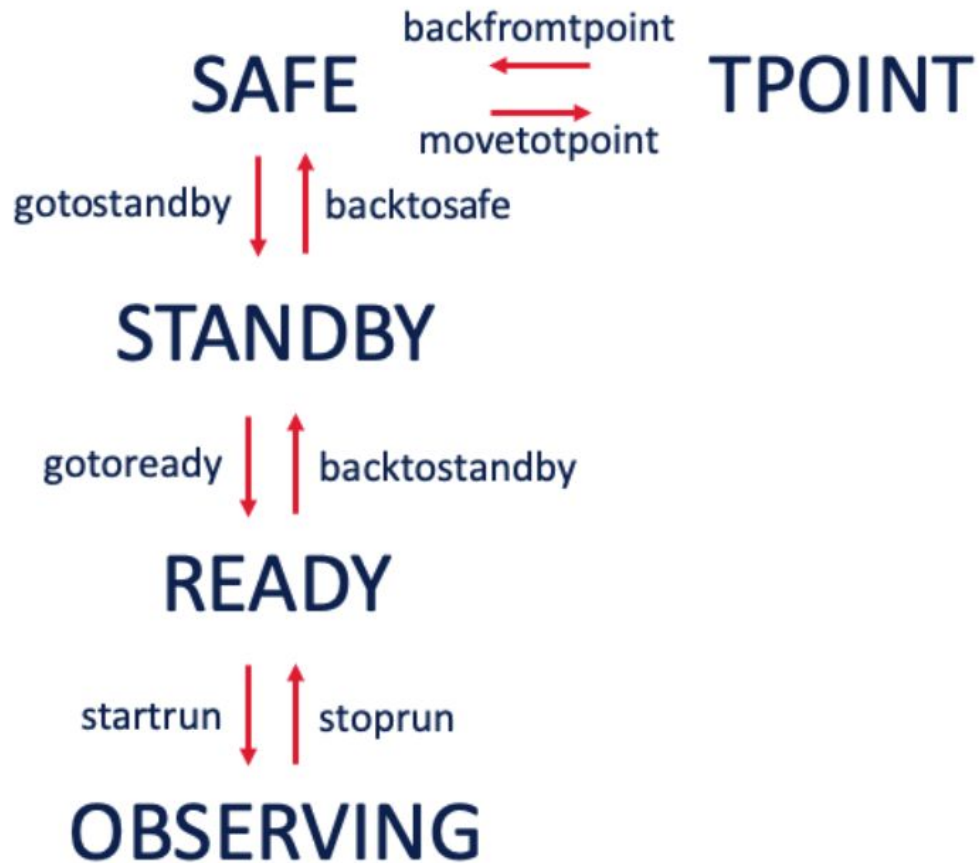 backfromtpoint
SAFE TPOINT
movetotpoint
gotostandby backtosafe
STANDBY
gotoready backtostandby
READY
startrun stoprun
OBSERVING